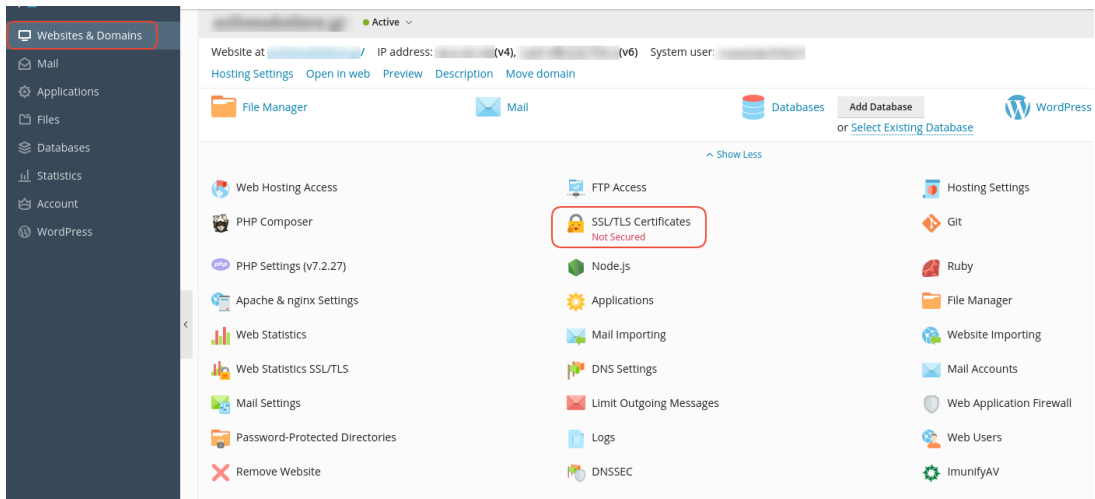 Websites & Domains
Mail
Applications
Files
Databases
Statistics
Account
WordPress
Active
Website at / IP address: (v4), (v6) System user:
Hosting Settings Open in web Preview Description Move domain
File Manager Mail Databases Add Database WordPress
or Select Existing Database
Show Less
Web Hosting Access FTP Access Hosting Settings
PHP Composer SSL/TLS Certificates Git
Not Secured
php PHP Settings (v7.2.27) Node.js Ruby
Apache & nginx Settings Applications File Manager
Web Statistics Mail Importing Website Importing
Web Statistics SSL/TLS DNS Settings Mail Accounts
Mail Settings Limit Outgoing Messages Web Application Firewall
Password-Protected Directories Logs Web Users
Remove Website DNSSEC ImunifyAV